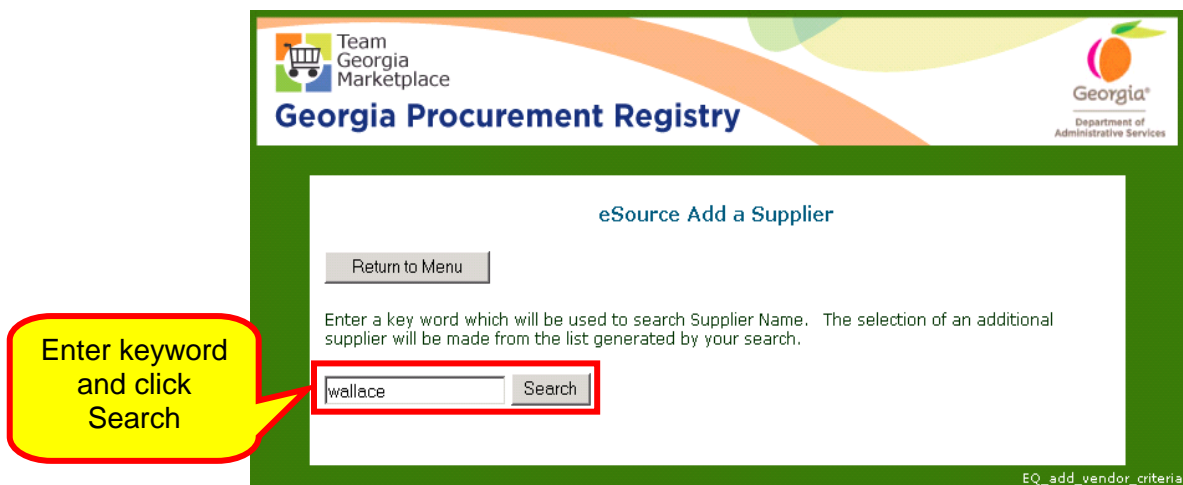 Team
Georgia
Marketplace
Georgia Procurement Registry
Georgia®
Department of
Administrative Services
eSource Add a Supplier
Return to Menu
Enter a key word which will be used to search Supplier Name. The selection of an additional
supplier will be made from the list generated by your search.
Enter keyword
and click
Search
wallace Search
EQ_add_vendor_criteria